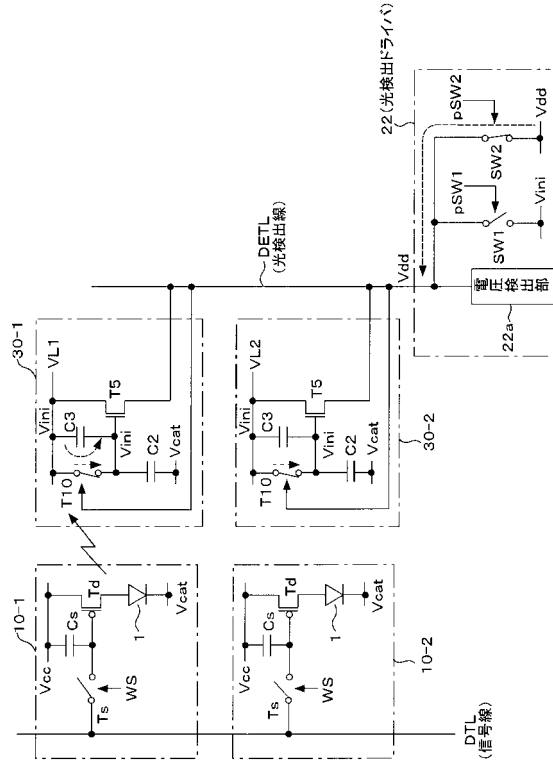 10-1
Vcc
Cs
Td
Ts
WS
1
Vcat
30-1
Vini
VL1
C3
T10
T5
Vini
C2
Vcat
10-2
Vcc
Cs
Td
Ts
WS
1
Vcat
30-2
Vini
VL2
C3
T10
T5
Vini
C2
Vcat
DTL
(信号線)
DETL
(光検出線)
Vdd
22(光検出ドライバ)
pSW1
pSW2
SW1
SW2
Vini
Vdd
電圧検出部
22a